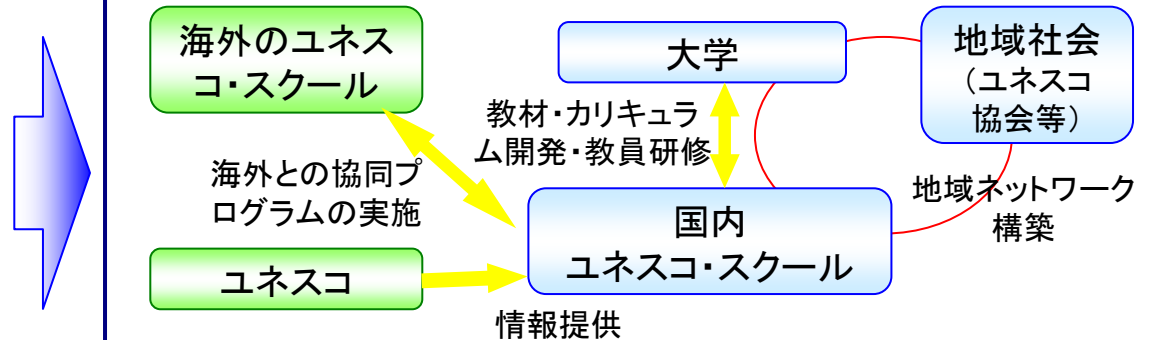 海外のユネス
コ・スクール
大学
地域社会
（ユネスコ
協会等）
教材・カリキュラ
ム開発・教員研修
海外との協同プ
ログラムの実施
地域ネットワーク
構築
国内
ユネスコ・スクール
ユネスコ
情報提供